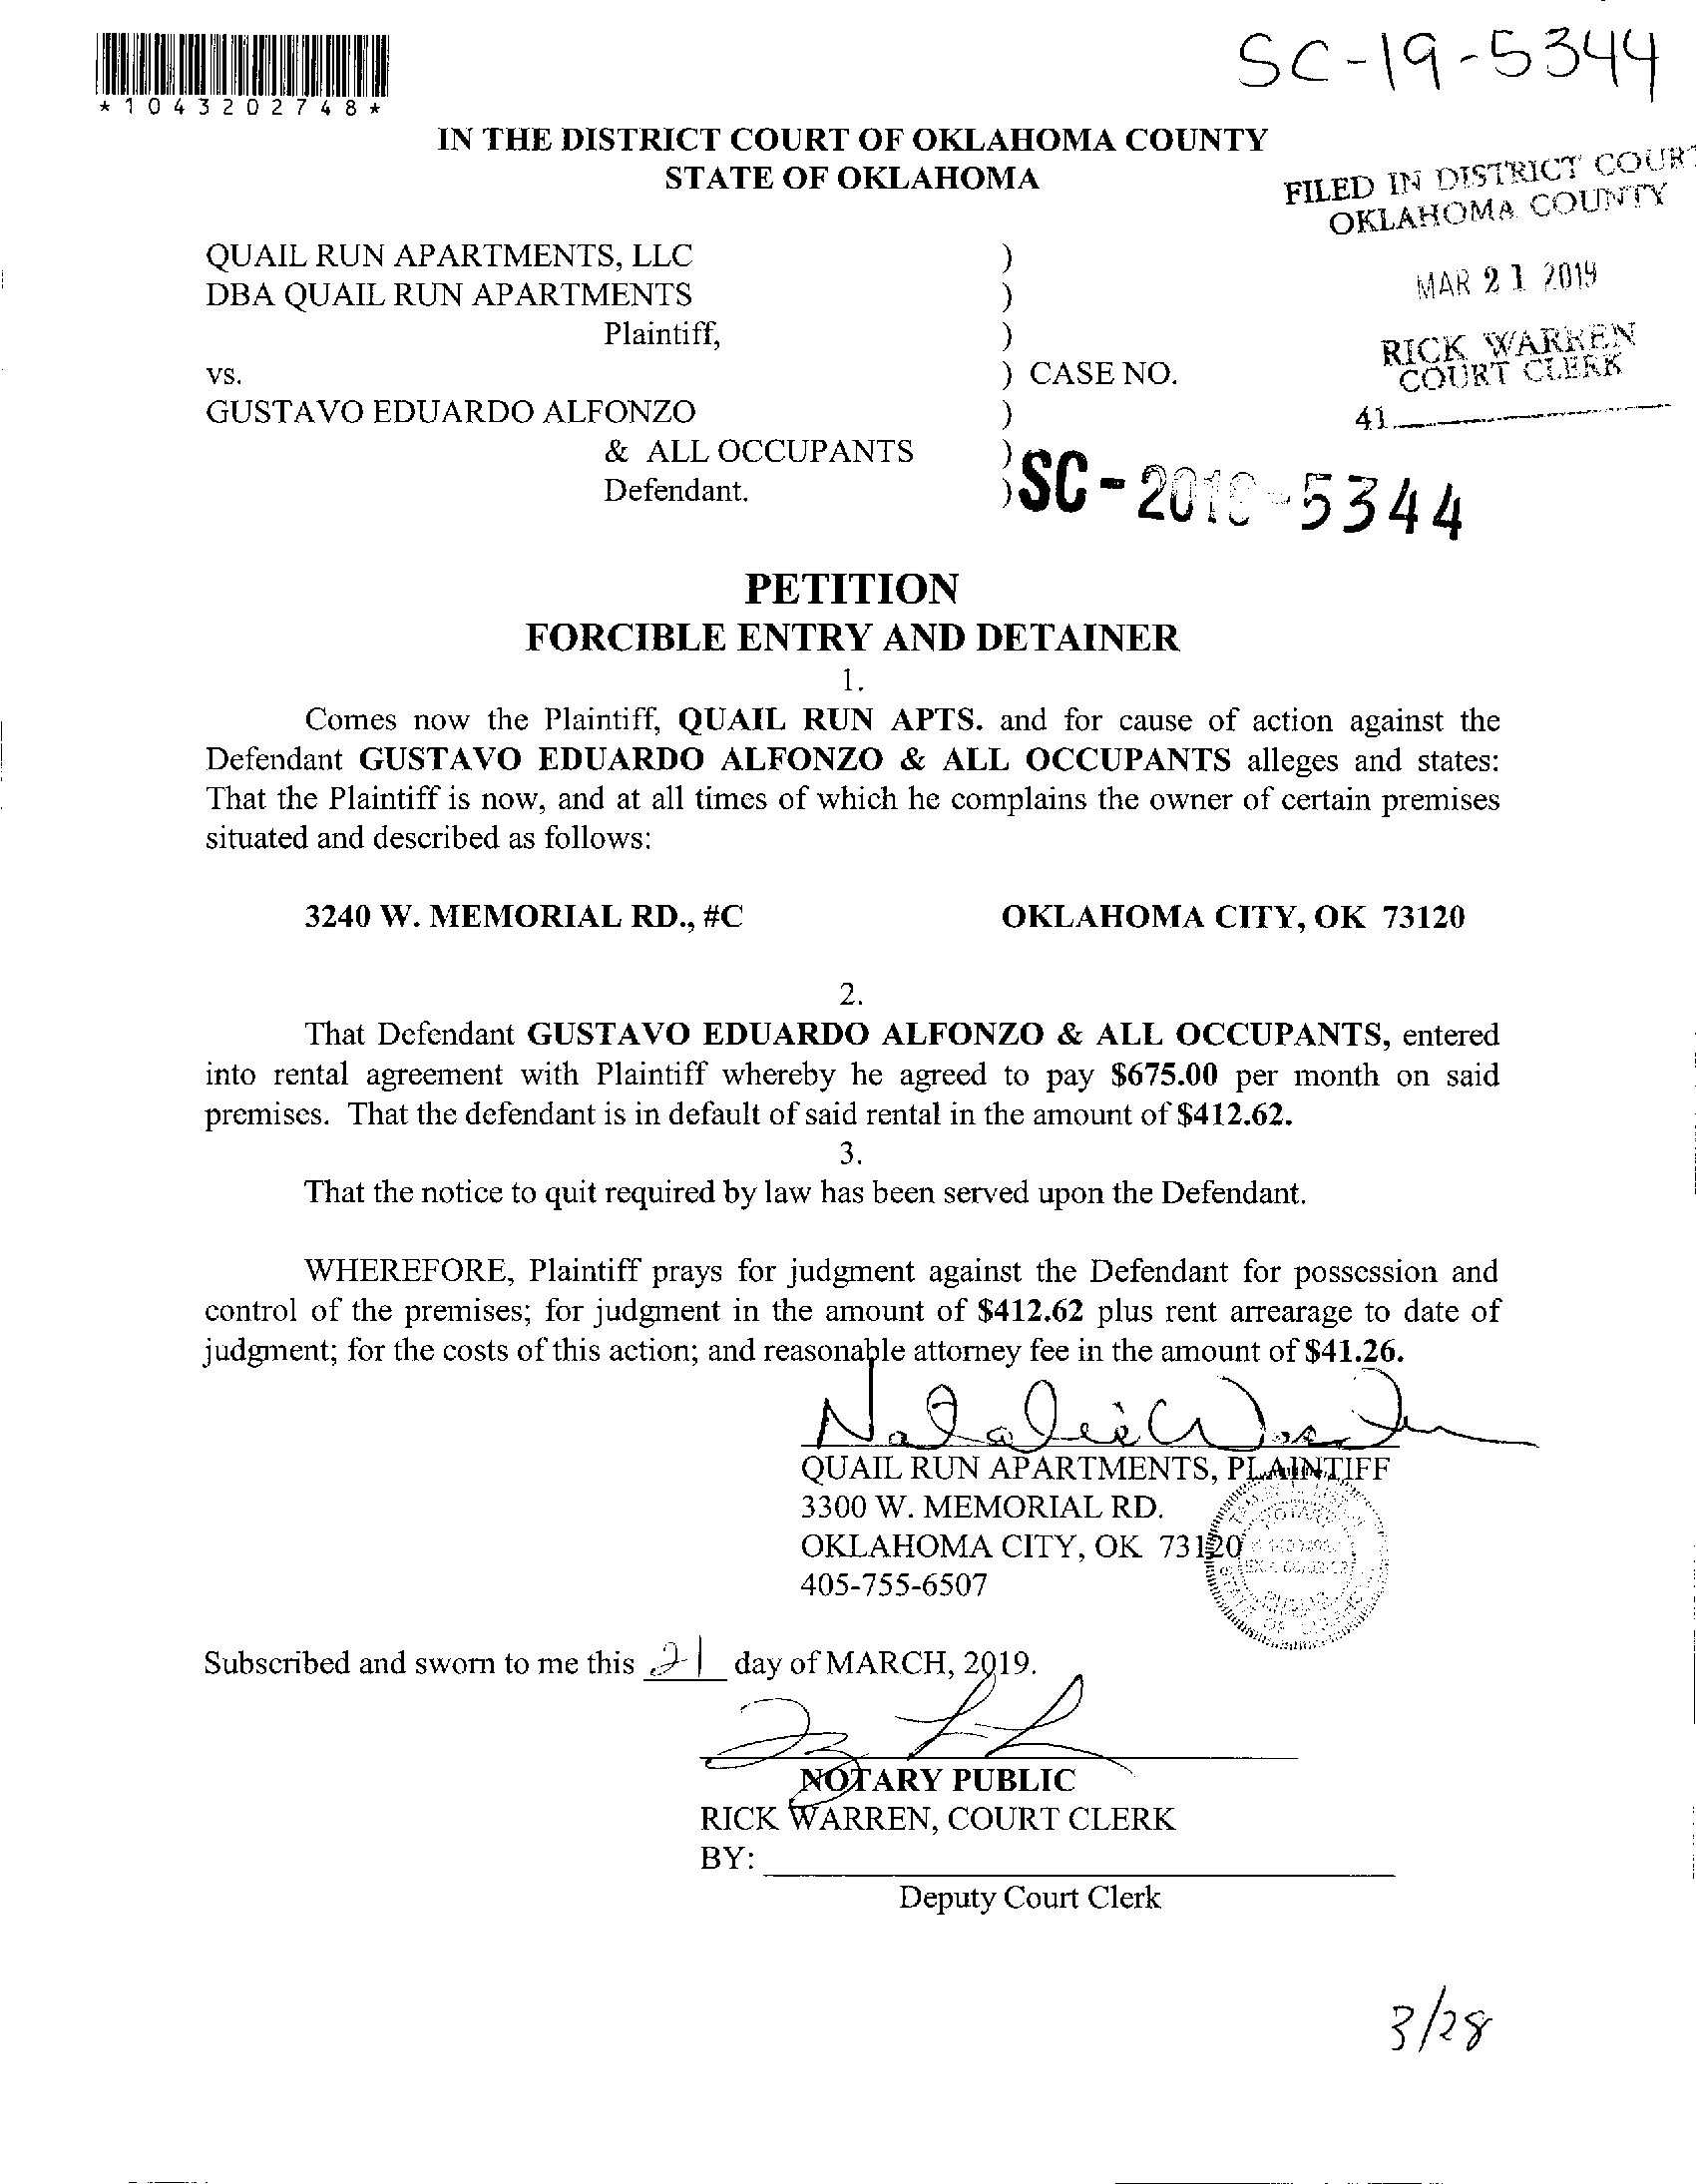 SC-19-5344
*1043202748*
IN THE DISTRICT COURT OF OKLAHOMA COUNTY
STATE OF OKLAHOMA
FILED IN DISTRICT COURT
OKLAHOMA COUNTY
MAR 21 2019
RICK WARREN
COURT CLERK
41
QUAIL RUN APARTMENTS, LLC )
DBA QUAIL RUN APARTMENTS )
Plaintiff, )
vs. ) CASE NO.
GUSTAVO EDUARDO ALFONZO )
& ALL OCCUPANTS )
Defendant. )
SC - 5344
PETITION
FORCIBLE ENTRY AND DETAINER
1.
Comes now the Plaintiff, QUAIL RUN APTS. and for cause of action against the
Defendant GUSTAVO EDUARDO ALFONZO & ALL OCCUPANTS alleges and states:
That the Plaintiff is now, and at all times of which he complains the owner of certain premises
situated and described as follows:
3240 W. MEMORIAL RD., #C OKLAHOMA CITY, OK 73120
2.
That Defendant GUSTAVO EDUARDO ALFONZO & ALL OCCUPANTS, entered
into rental agreement with Plaintiff whereby he agreed to pay $675.00 per month on said
premises. That the defendant is in default of said rental in the amount of $412.62.
3.
That the notice to quit required by law has been served upon the Defendant.
WHEREFORE, Plaintiff prays for judgment against the Defendant for possession and
control of the premises; for judgment in the amount of $412.62 plus rent arrearage to date of
judgment; for the costs of this action; and reasonable attorney fee in the amount of $41.26.
Natalie
QUAIL RUN APARTMENTS, PLAINTIFF
3300 W. MEMORIAL RD.
OKLAHOMA CITY, OK 73120
405-755-6507
Subscribed and sworn to me this 21 day of MARCH, 2019.
NOTARY PUBLIC
RICK WARREN, COURT CLERK
BY:
Deputy Court Clerk
3/28